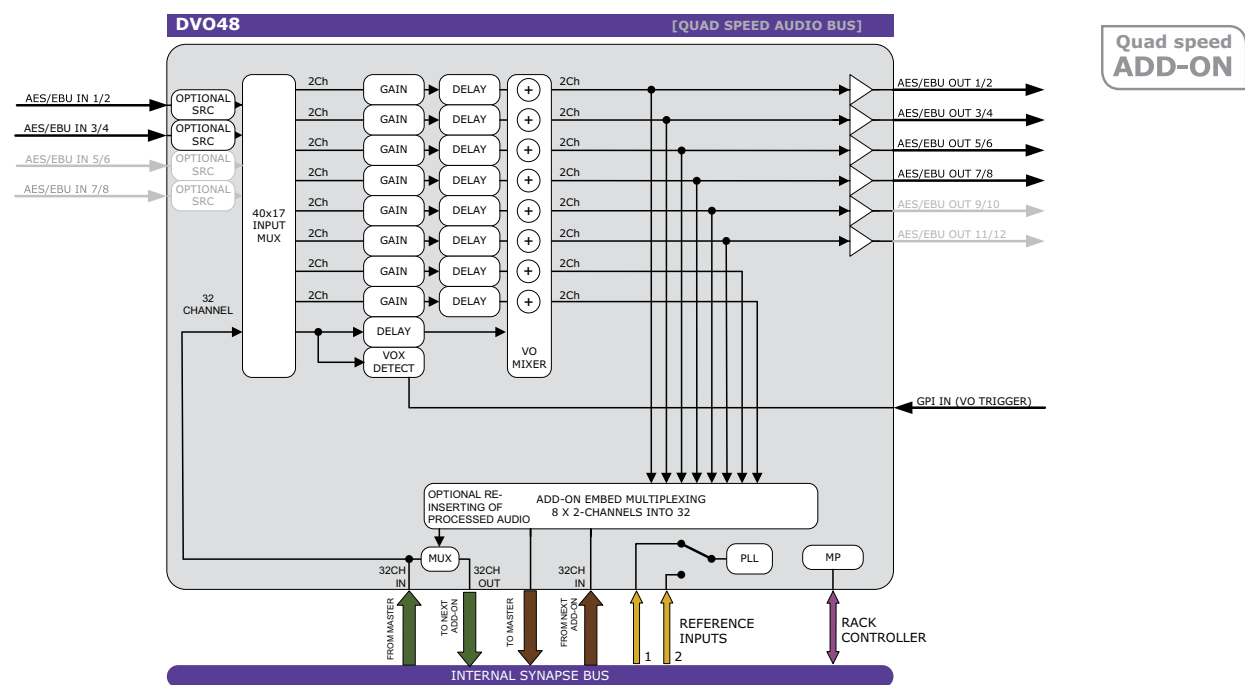 DVO48
[QUAD SPEED AUDIO BUS]
Quad speed
ADD-ON
AES/EBU IN 1/2
AES/EBU IN 3/4
AES/EBU IN 5/6
AES/EBU IN 7/8
OPTIONAL
SRC
OPTIONAL
SRC
OPTIONAL
SRC
OPTIONAL
SRC
40x17
INPUT
MUX
32
CHANNEL
2Ch
GAIN
DELAY
+
2Ch
AES/EBU OUT 1/2
2Ch
GAIN
DELAY
+
2Ch
AES/EBU OUT 3/4
2Ch
GAIN
DELAY
+
2Ch
AES/EBU OUT 5/6
2Ch
GAIN
DELAY
+
2Ch
AES/EBU OUT 7/8
2Ch
GAIN
DELAY
+
2Ch
AES/EBU OUT 9/10
2Ch
GAIN
DELAY
+
2Ch
AES/EBU OUT 11/12
2Ch
GAIN
DELAY
+
2Ch
2Ch
GAIN
DELAY
+
2Ch
DELAY
VOX
DETECT
VO
MIXER
GPI IN (VO TRIGGER)
OPTIONAL RE-
INSERTING OF
PROCESSED AUDIO
ADD-ON EMBED MULTIPLEXING
8 X 2-CHANNELS INTO 32
MUX
PLL
MP
32CH
IN
32CH
OUT
32CH
IN
FROM MASTER
TO NEXT
ADD-ON
TO MASTER
FROM NEXT
ADD-ON
1
2
REFERENCE
INPUTS
RACK
CONTROLLER
INTERNAL SYNAPSE BUS